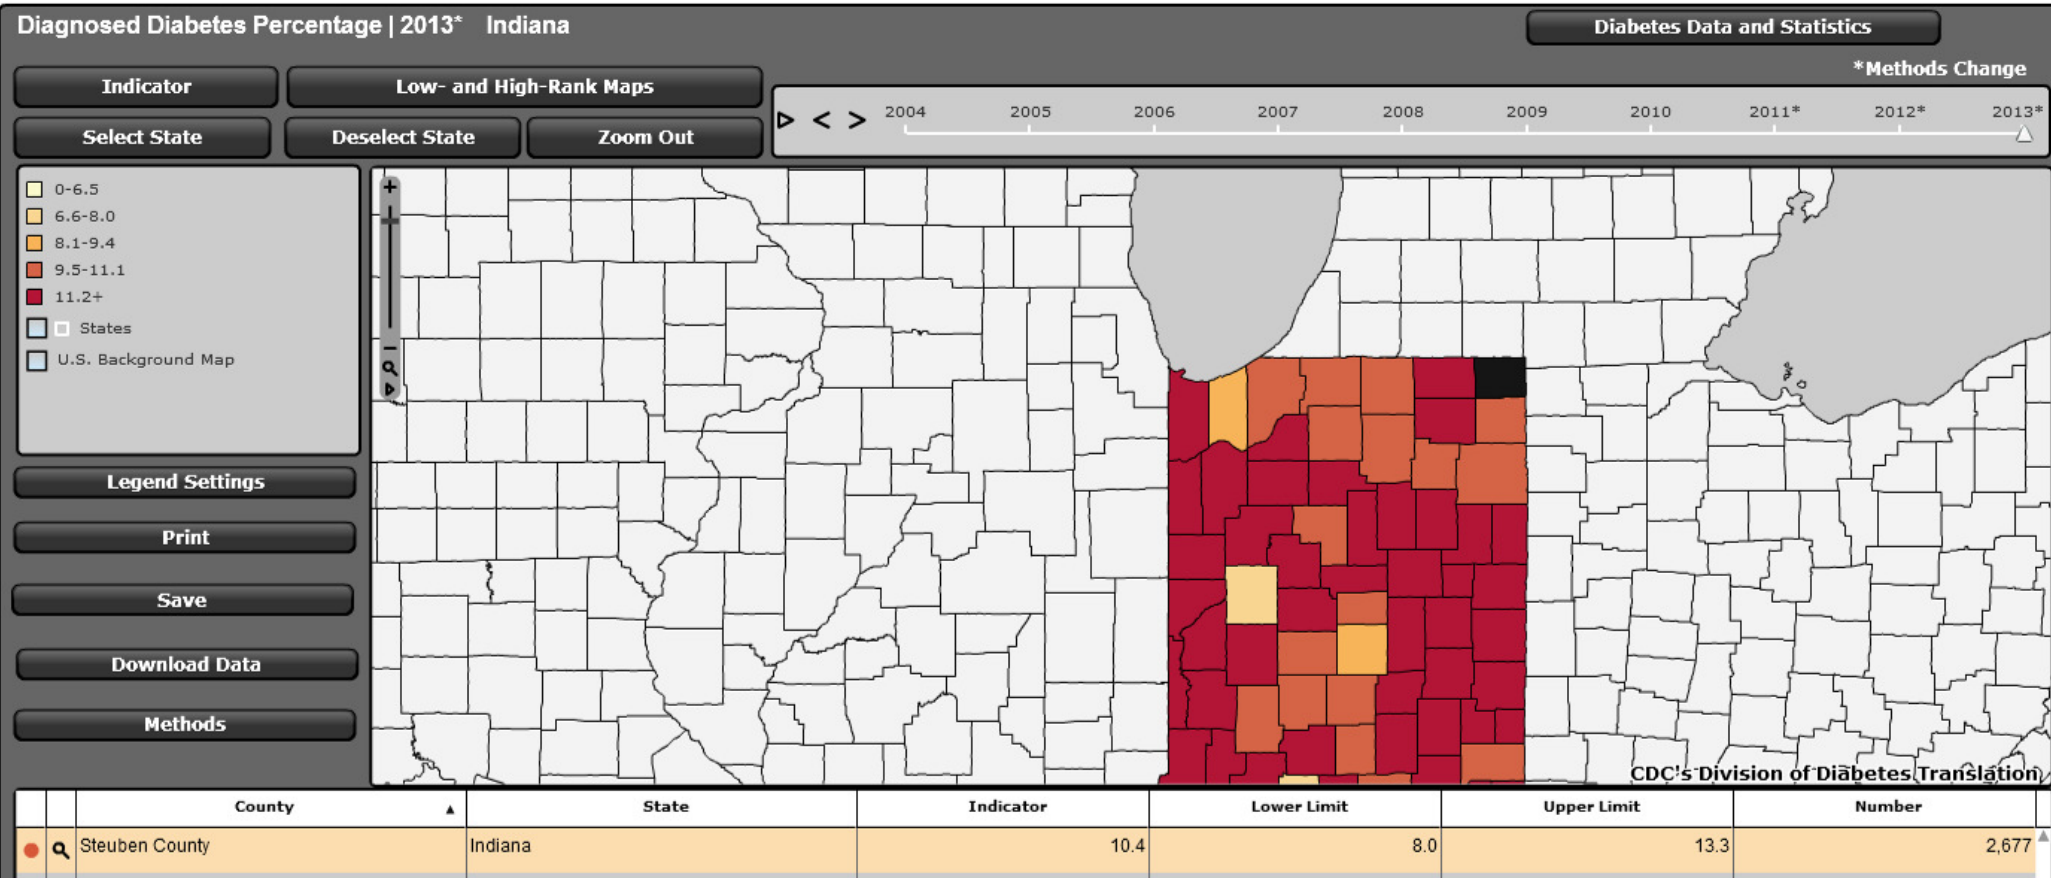 Diagnosed Diabetes Percentage | 2013* Indiana
Diabetes Data and Statistics
*Methods Change
Indicator
Low- and High-Rank Maps
Select State
Deselect State
Zoom Out
2004 2005 2006 2007 2008 2009 2010 2011* 2012* 2013*
0-6.5
6.6-8.0
8.1-9.4
9.5-11.1
11.2+
States
U.S. Background Map
Legend Settings
Print
Save
Download Data
Methods
CDC's Division of Diabetes Translation
County State Indicator Lower Limit Upper Limit Number
Steuben County Indiana 10.4 8.0 13.3 2,677